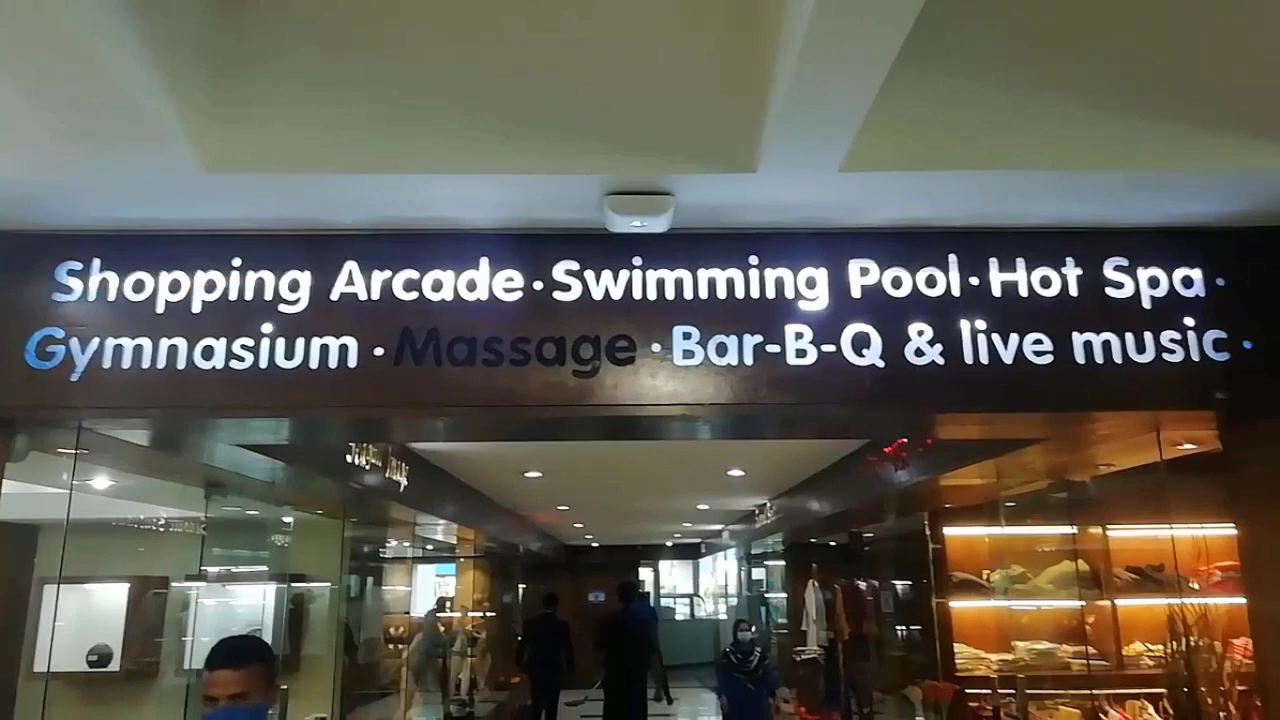 Shopping Arcade·Swimming Pool·Hot Spa·
Gymnasium·Massage·Bar-B-Q & live music·